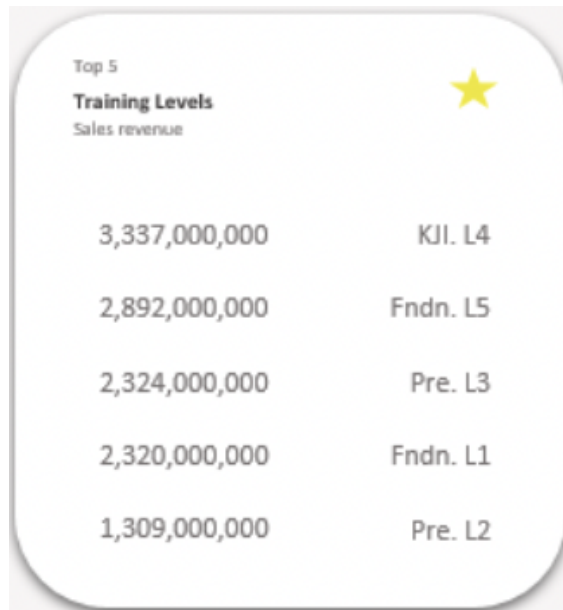 Top 5
Training Levels
Sales revenue
3,337,000,000 KJI. L4
2,892,000,000 Fndn. L5
2,324,000,000 Pre. L3
2,320,000,000 Fndn. L1
1,309,000,000 Pre. L2